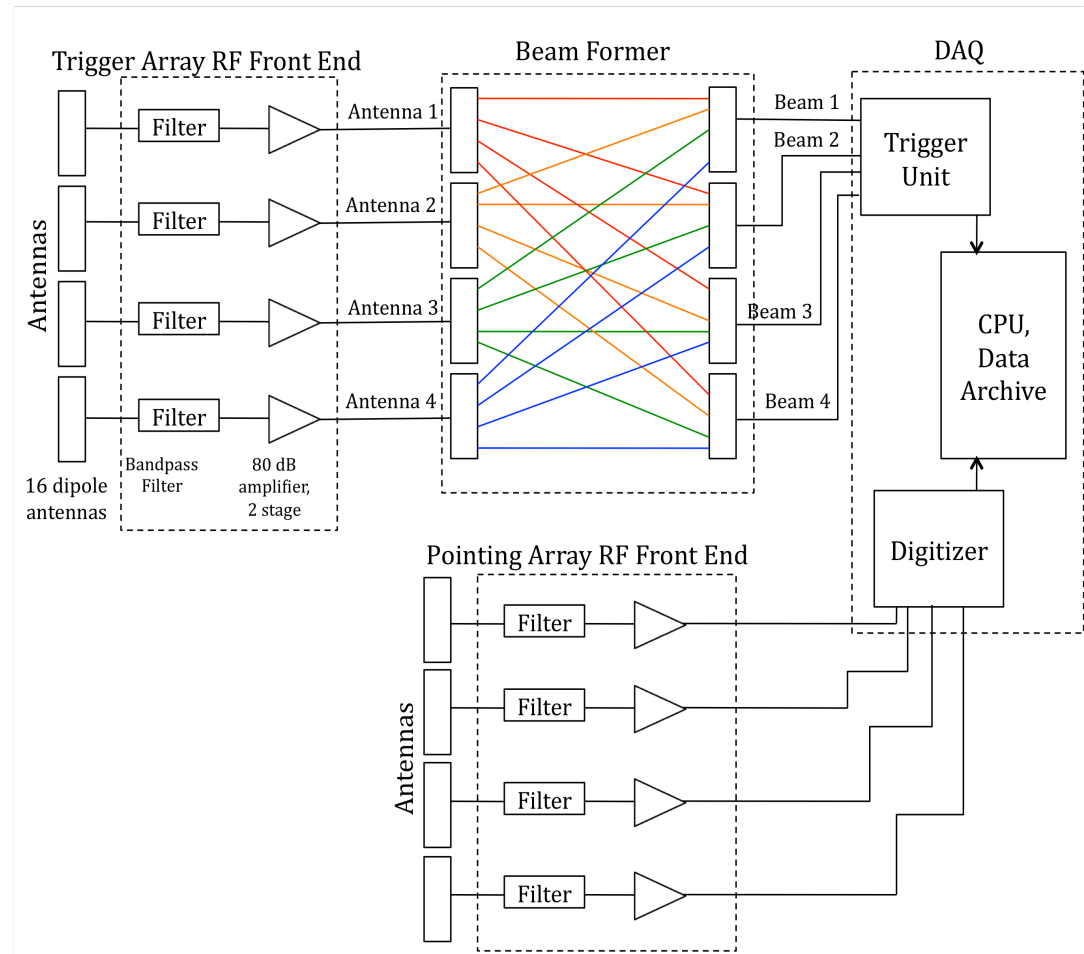 Trigger Array RF Front End
Beam Former
DAQ
Antennas
Filter
Antenna 1
Beam 1
Trigger
Unit
Beam 2
Filter
Antenna 2
Filter
Antenna 3
Beam 3
CPU,
Data
Archive
Filter
Antenna 4
Beam 4
16 dipole
antennas
Bandpass
Filter
80 dB
amplifier,
2 stage
Digitizer
Pointing Array RF Front End
Antennas
Filter
Filter
Filter
Filter